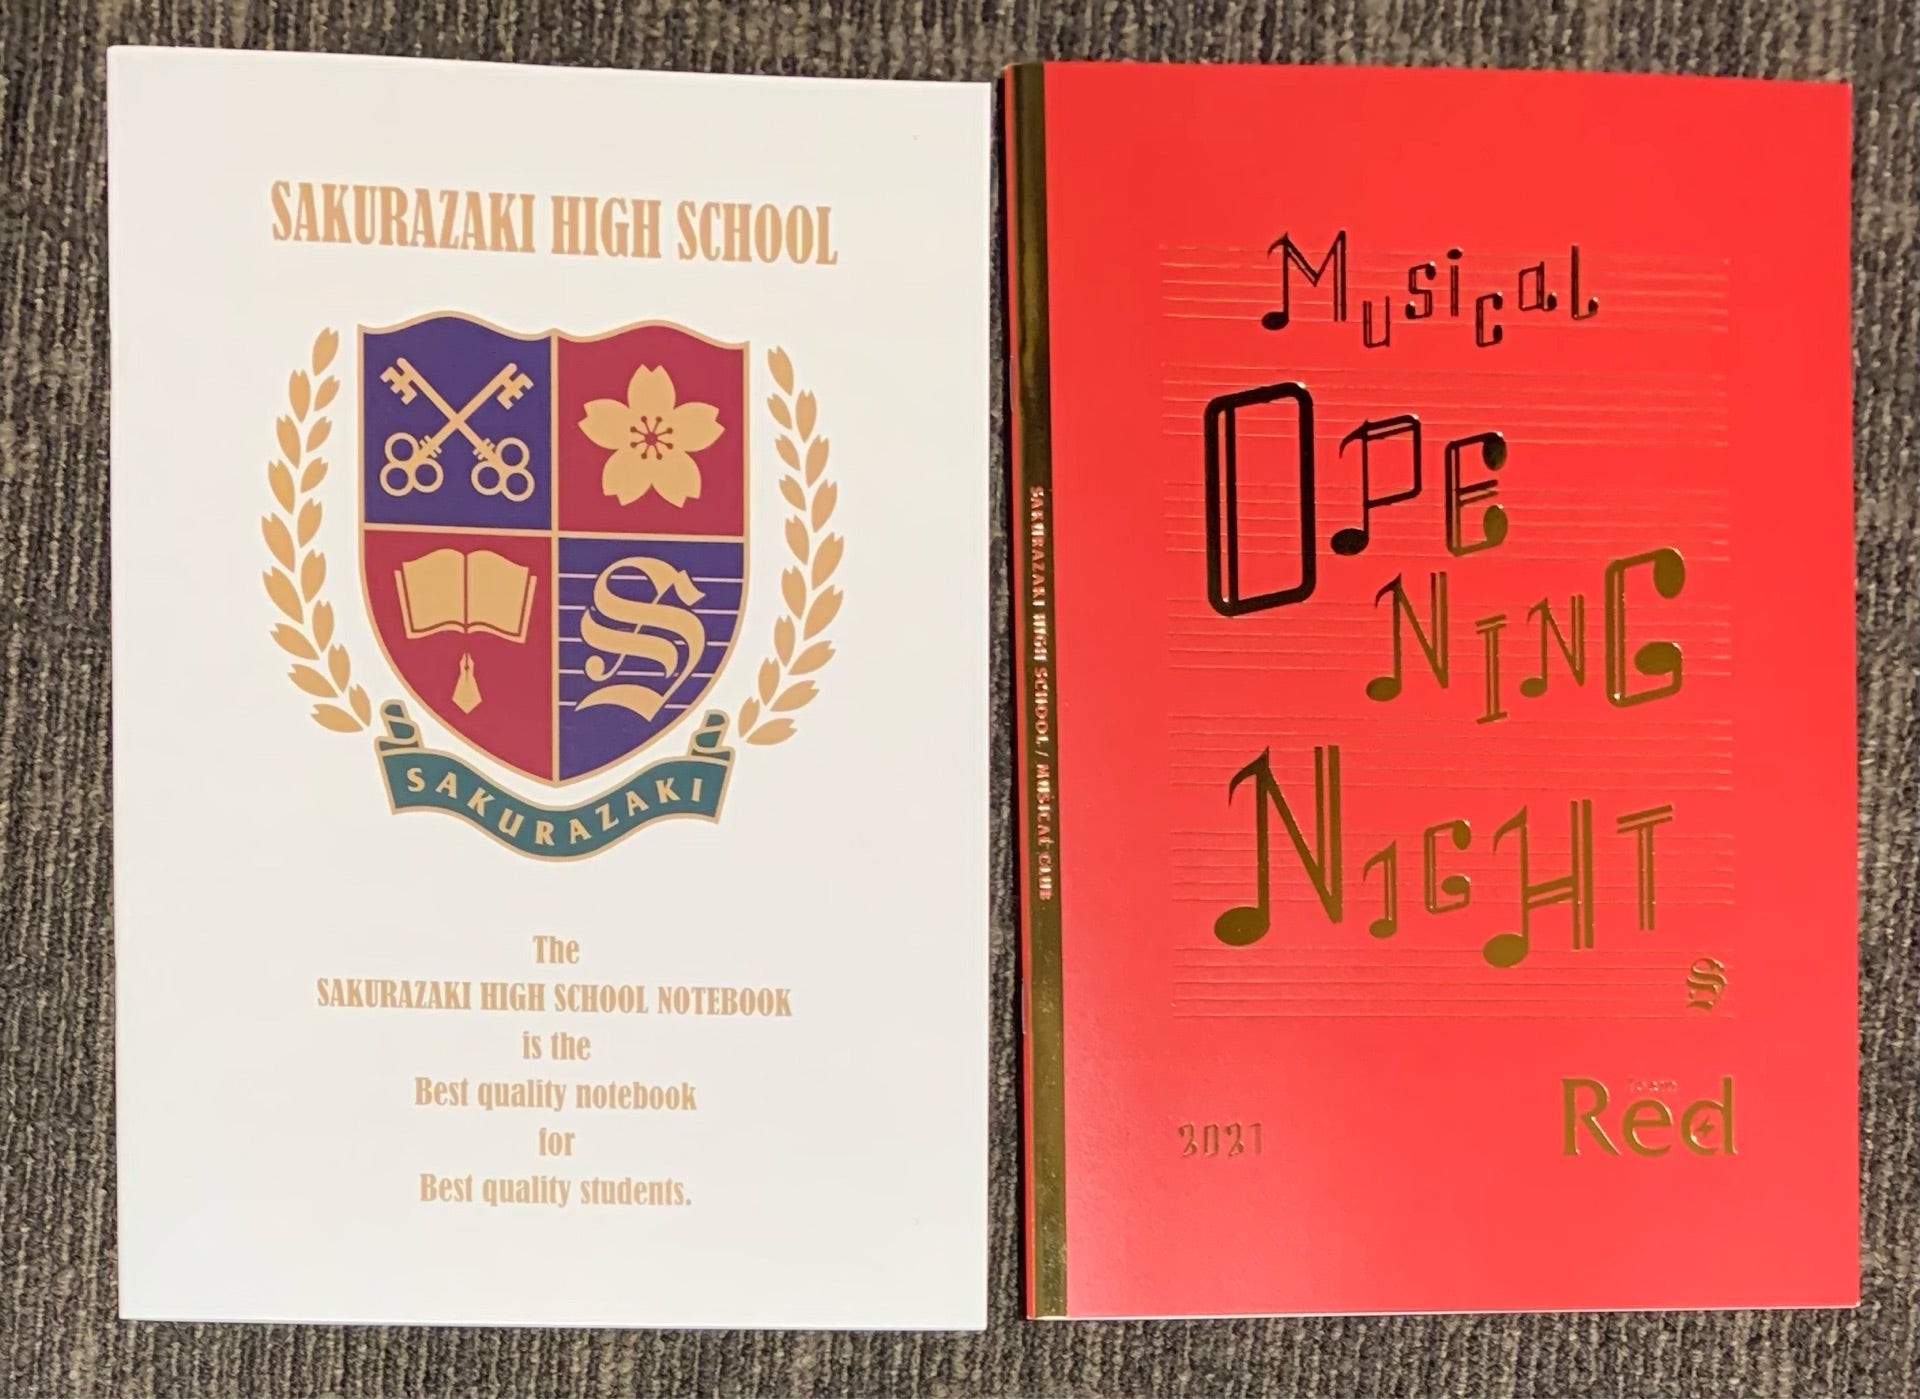 SAKURAZAKI HIGH SCHOOL
S
SAKURAZAKI
The
SAKURAZAKI HIGH SCHOOL NOTEBOOK
is the
Best quality notebook
for
Best quality students.
SAKURAZAKI HIGH SCHOOL / MUSICAL CLUB
Musical
OPE
NING
NIGHT
S
2021
Team
Red